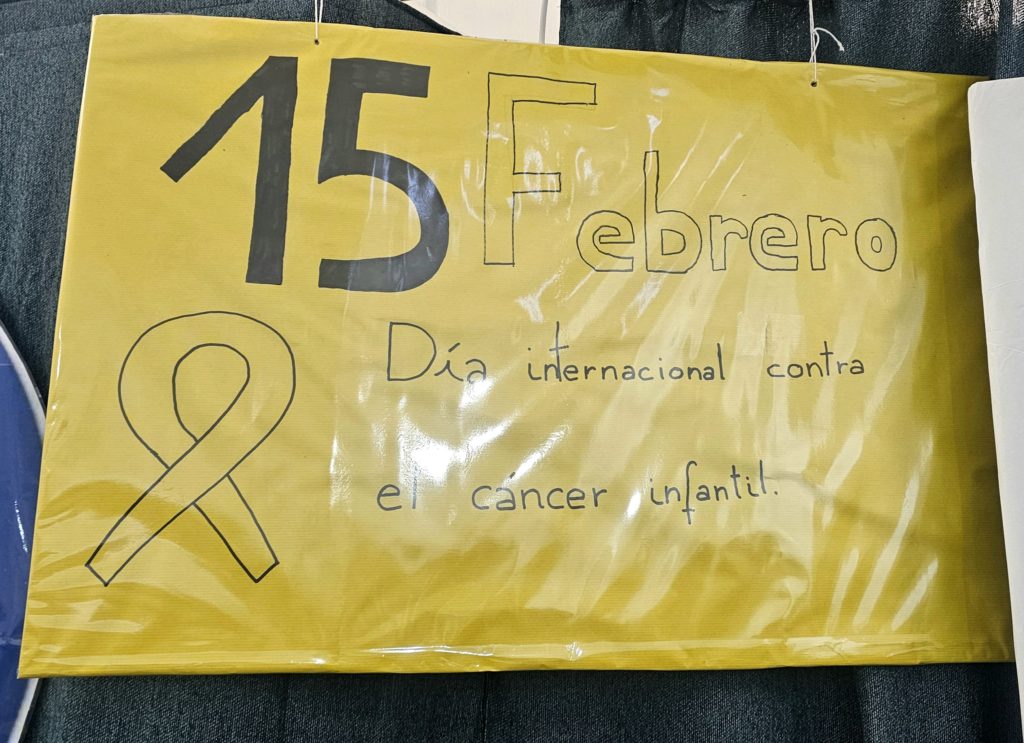 15 Febrero
Día internacional contra
el cáncer infantil.